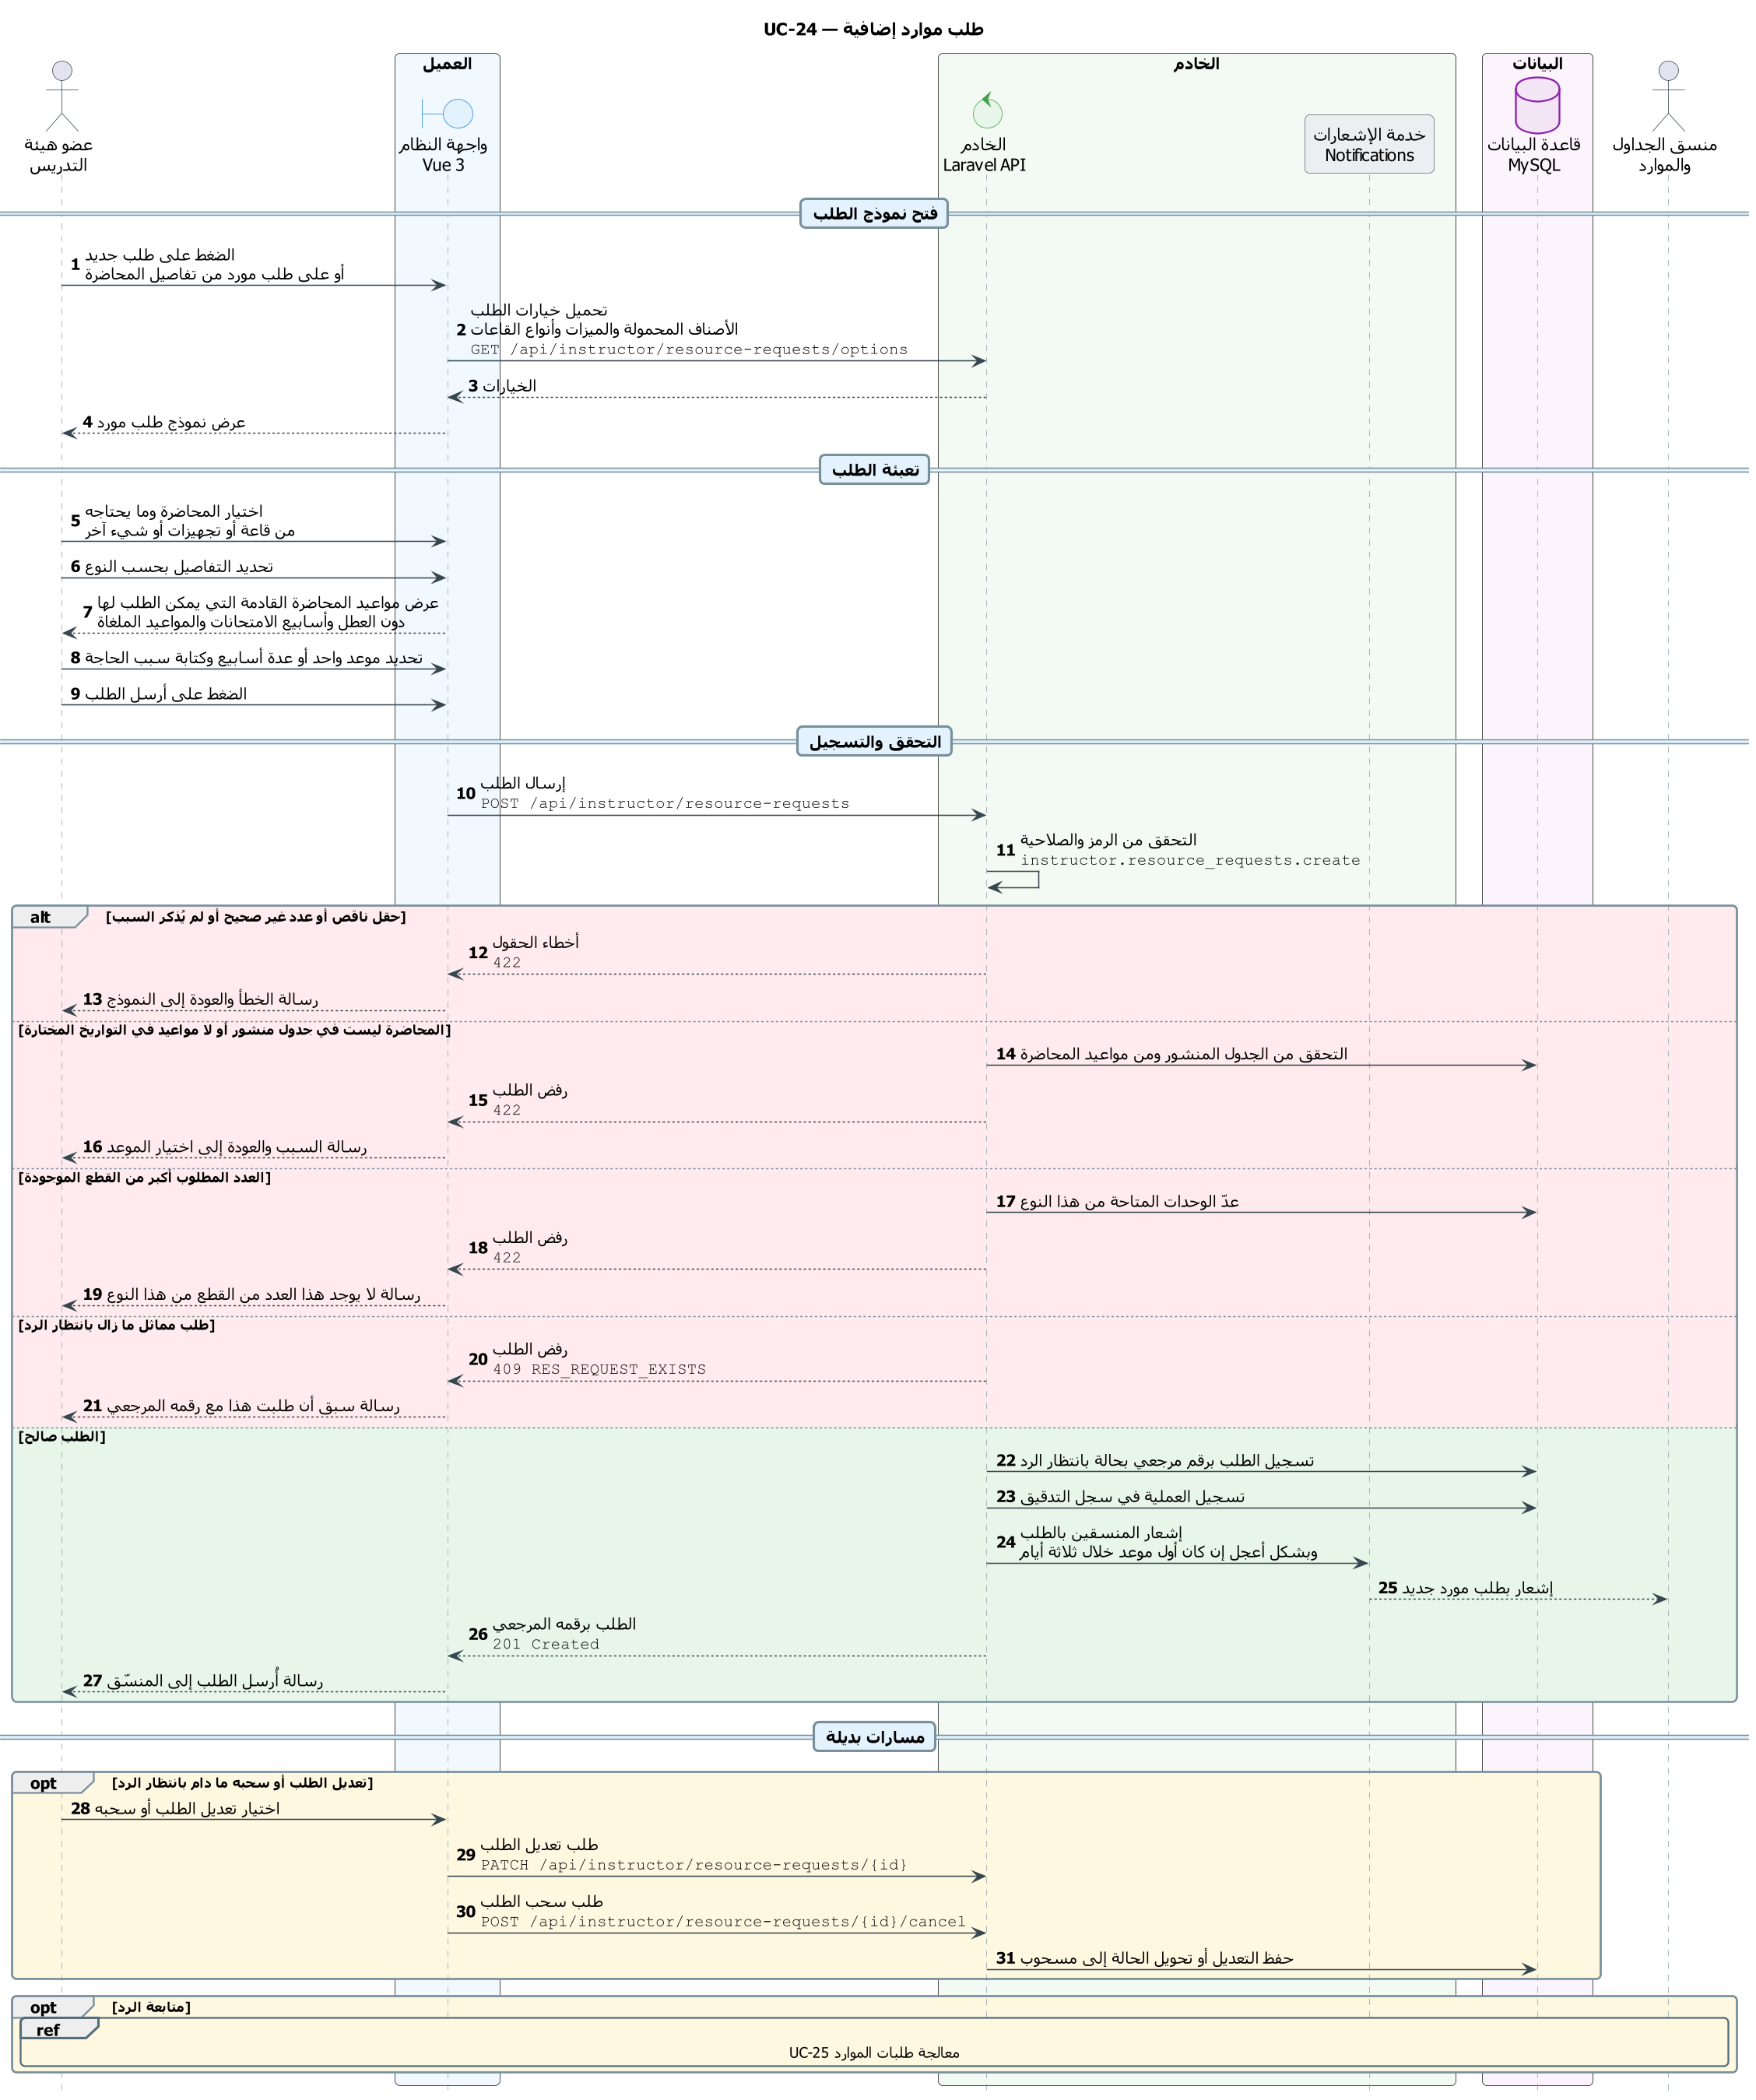 UC-24 — طلب موارد إضافية
العميل
الخادم
البيانات
عضو هيئة
التدريس
واجهة النظام
Vue 3
الخادم
Laravel API
خدمة الإشعارات
Notifications
قاعدة البيانات
MySQL
منسق الجداول
والموارد
فتح نموذج الطلب
1 الضغط على طلب جديد
أو على طلب مورد من تفاصيل المحاضرة
2 تحميل خيارات الطلب
الأصناف المحمولة والميزات وأنواع القاعات
GET /api/instructor/resource-requests/options
3 الخيارات
4 عرض نموذج طلب مورد
تعبئة الطلب
5 اختيار المحاضرة وما يحتاجه
من قاعة أو تجهيزات أو شيء آخر
6 تحديد التفاصيل بحسب النوع
7 عرض مواعيد المحاضرة القادمة التي يمكن الطلب لها
دون العطل وأسابيع الامتحانات والمواعيد الملغاة
8 تحديد موعد واحد أو عدة أسابيع وكتابة سبب الحاجة
9 الضغط على أرسل الطلب
التحقق والتسجيل
10 إرسال الطلب
POST /api/instructor/resource-requests
11 التحقق من الرمز والصلاحية
instructor.resource_requests.create
alt [حقل ناقص أو عدد غير صحيح أو لم يُذكر السبب]
12 أخطاء الحقول
422
13 رسالة الخطأ والعودة إلى النموذج
[المحاضرة ليست في جدول منشور أو لا مواعيد في التواريخ المختارة]
14 التحقق من الجدول المنشور ومن مواعيد المحاضرة
15 رفض الطلب
422
16 رسالة السبب والعودة إلى اختيار الموعد
[العدد المطلوب أكبر من القطع الموجودة]
17 عدّ الوحدات المتاحة من هذا النوع
18 رفض الطلب
422
19 رسالة لا يوجد هذا العدد من القطع من هذا النوع
[طلب مماثل ما زال بانتظار الرد]
20 رفض الطلب
409 RES_REQUEST_EXISTS
21 رسالة سبق أن طلبت هذا مع رقمه المرجعي
[الطلب صالح]
22 تسجيل الطلب برقم مرجعي بحالة بانتظار الرد
23 تسجيل العملية في سجل التدقيق
24 إشعار المنسقين بالطلب
وبشكل أعجل إن كان أول موعد خلال ثلاثة أيام
25 إشعار بطلب مورد جديد
26 الطلب برقمه المرجعي
201 Created
27 رسالة أُرسل الطلب إلى المنسّق
مسارات بديلة
opt [تعديل الطلب أو سحبه ما دام بانتظار الرد]
28 اختيار تعديل الطلب أو سحبه
29 طلب تعديل الطلب
PATCH /api/instructor/resource-requests/{id}
30 طلب سحب الطلب
POST /api/instructor/resource-requests/{id}/cancel
31 حفظ التعديل أو تحويل الحالة إلى مسحوب
opt [متابعة الرد]
ref
UC-25 معالجة طلبات الموارد